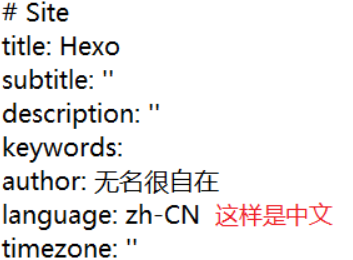 # Site
title: Hexo
subtitle: ''
description: ''
keywords:
author: 无名很自在
language: zh-CN 这样是中文
timezone: ''